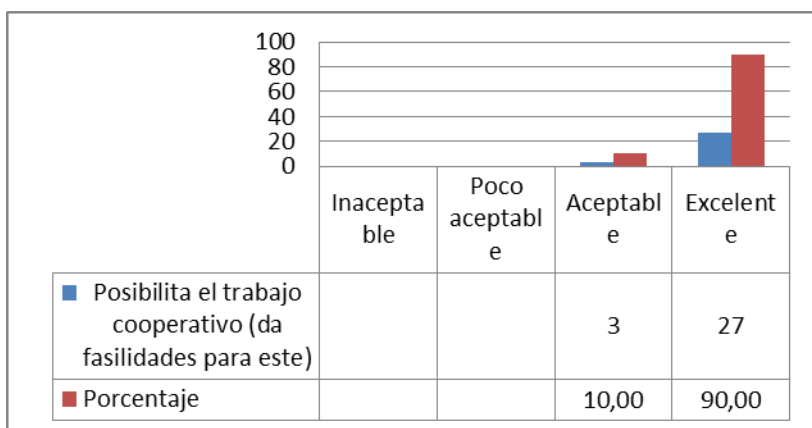 100
80
60
40
20
0
Inacepta
ble
Poco
aceptabl
e
Aceptabl
e
Excelent
e
Posibilita el trabajo
cooperativo (da
fasilidades para este)
3
27
Porcentaje
10,00
90,00